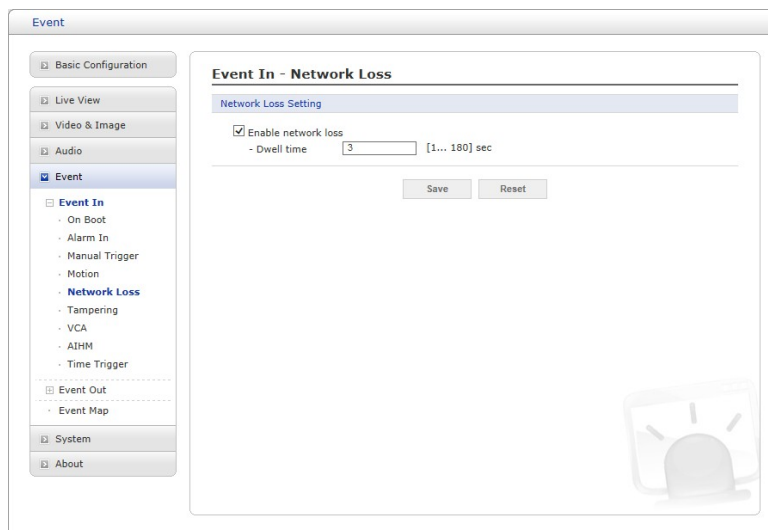 Event
Basic Configuration
Live View
Video & Image
Audio
Event
Event In
On Boot
Alarm In
Manual Trigger
Motion
Network Loss
Tampering
VCA
AIHM
Time Trigger
Event Out
Event Map
System
About
Event In - Network Loss
Network Loss Setting
Enable network loss
- Dwell time 3 [1... 180] sec
Save Reset